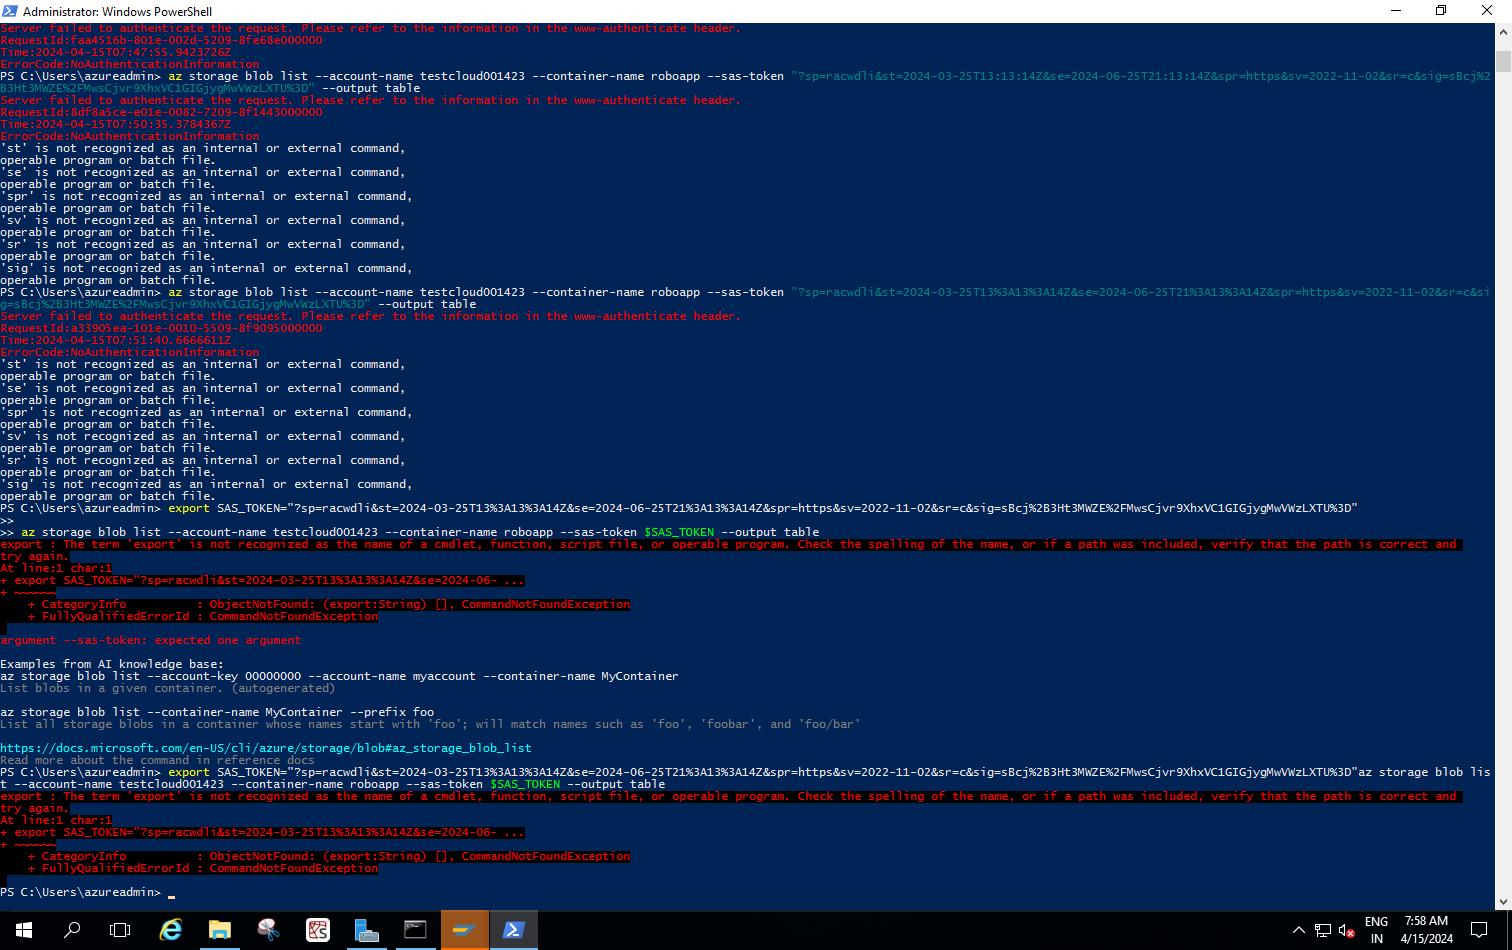 Administrator: Windows PowerShell
Server failed to authenticate the request. Please refer to the information in the www-authenticate header.
RequestId:faa4516b-801e-002d-5209-8fe68e000000
Time:2024-04-15T07:47:55.9423726Z
ErrorCode:NoAuthenticationInformation
PS C:\Users\azureadmin> az storage blob list --account-name testcloud001423 --container-name roboapp --sas-token "?sp=racwdli&st=2024-03-25T13:13:14Z&se=2024-06-25T21:13:14Z&spr=https&sv=2022-11-02&sr=c&sig=sBcj%2
B3Ht3MWZE%2FMwsCjvr9XhxVC1GIGjygMwVWzLXTU%3D" --output table
Server failed to authenticate the request. Please refer to the information in the www-authenticate header.
RequestId:8df8a5ce-e01e-0082-7209-8f1443000000
Time:2024-04-15T07:50:35.3784367Z
ErrorCode:NoAuthenticationInformation
'st' is not recognized as an internal or external command,
operable program or batch file.
'se' is not recognized as an internal or external command,
operable program or batch file.
'spr' is not recognized as an internal or external command,
operable program or batch file.
'sv' is not recognized as an internal or external command,
operable program or batch file.
'sr' is not recognized as an internal or external command,
operable program or batch file.
'sig' is not recognized as an internal or external command,
operable program or batch file.
PS C:\Users\azureadmin> az storage blob list --account-name testcloud001423 --container-name roboapp --sas-token "?sp=racwdli&st=2024-03-25T13%3A13%3A14Z&se=2024-06-25T21%3A13%3A14Z&spr=https&sv=2022-11-02&sr=c&si
g=sBcj%2B3Ht3MWZE%2FMwsCjvr9XhxVC1GIGjygMwVWzLXTU%3D" --output table
Server failed to authenticate the request. Please refer to the information in the www-authenticate header.
RequestId:a33905ea-101e-0010-5509-8f9095000000
Time:2024-04-15T07:51:40.6666611Z
ErrorCode:NoAuthenticationInformation
'st' is not recognized as an internal or external command,
operable program or batch file.
'se' is not recognized as an internal or external command,
operable program or batch file.
'spr' is not recognized as an internal or external command,
operable program or batch file.
'sv' is not recognized as an internal or external command,
operable program or batch file.
'sr' is not recognized as an internal or external command,
operable program or batch file.
'sig' is not recognized as an internal or external command,
operable program or batch file.
PS C:\Users\azureadmin> export SAS_TOKEN="?sp=racwdli&st=2024-03-25T13%3A13%3A14Z&se=2024-06-25T21%3A13%3A14Z&spr=https&sv=2022-11-02&sr=c&sig=sBcj%2B3Ht3MWZE%2FMwsCjvr9XhxVC1GIGjygMwVWzLXTU%3D"
>>
>> az storage blob list --account-name testcloud001423 --container-name roboapp --sas-token $SAS_TOKEN --output table
export : The term 'export' is not recognized as the name of a cmdlet, function, script file, or operable program. Check the spelling of the name, or if a path was included, verify that the path is correct and
try again.
At line:1 char:1
+ export SAS_TOKEN="?sp=racwdli&st=2024-03-25T13%3A13%3A14Z&se=2024-06- ...
+ ~~~~~~
+ CategoryInfo : ObjectNotFound: (export:String) [], CommandNotFoundException
+ FullyQualifiedErrorId : CommandNotFoundException
argument --sas-token: expected one argument
Examples from AI knowledge base:
az storage blob list --account-key 00000000 --account-name myaccount --container-name MyContainer
List blobs in a given container. (autogenerated)
az storage blob list --container-name MyContainer --prefix foo
List all storage blobs in a container whose names start with 'foo'; will match names such as 'foo', 'foobar', and 'foo/bar'
https://docs.microsoft.com/en-US/cli/azure/storage/blob#az_storage_blob_list
Read more about the command in reference docs
PS C:\Users\azureadmin> export SAS_TOKEN="?sp=racwdli&st=2024-03-25T13%3A13%3A14Z&se=2024-06-25T21%3A13%3A14Z&spr=https&sv=2022-11-02&sr=c&sig=sBcj%2B3Ht3MWZE%2FMwsCjvr9XhxVC1GIGjygMwVWzLXTU%3D"az storage blob lis
t --account-name testcloud001423 --container-name roboapp --sas-token $SAS_TOKEN --output table
export : The term 'export' is not recognized as the name of a cmdlet, function, script file, or operable program. Check the spelling of the name, or if a path was included, verify that the path is correct and
try again.
At line:1 char:1
+ export SAS_TOKEN="?sp=racwdli&st=2024-03-25T13%3A13%3A14Z&se=2024-06- ...
+ ~~~~~~
+ CategoryInfo : ObjectNotFound: (export:String) [], CommandNotFoundException
+ FullyQualifiedErrorId : CommandNotFoundException
PS C:\Users\azureadmin> _
ENG
IN
7:58 AM
4/15/2024